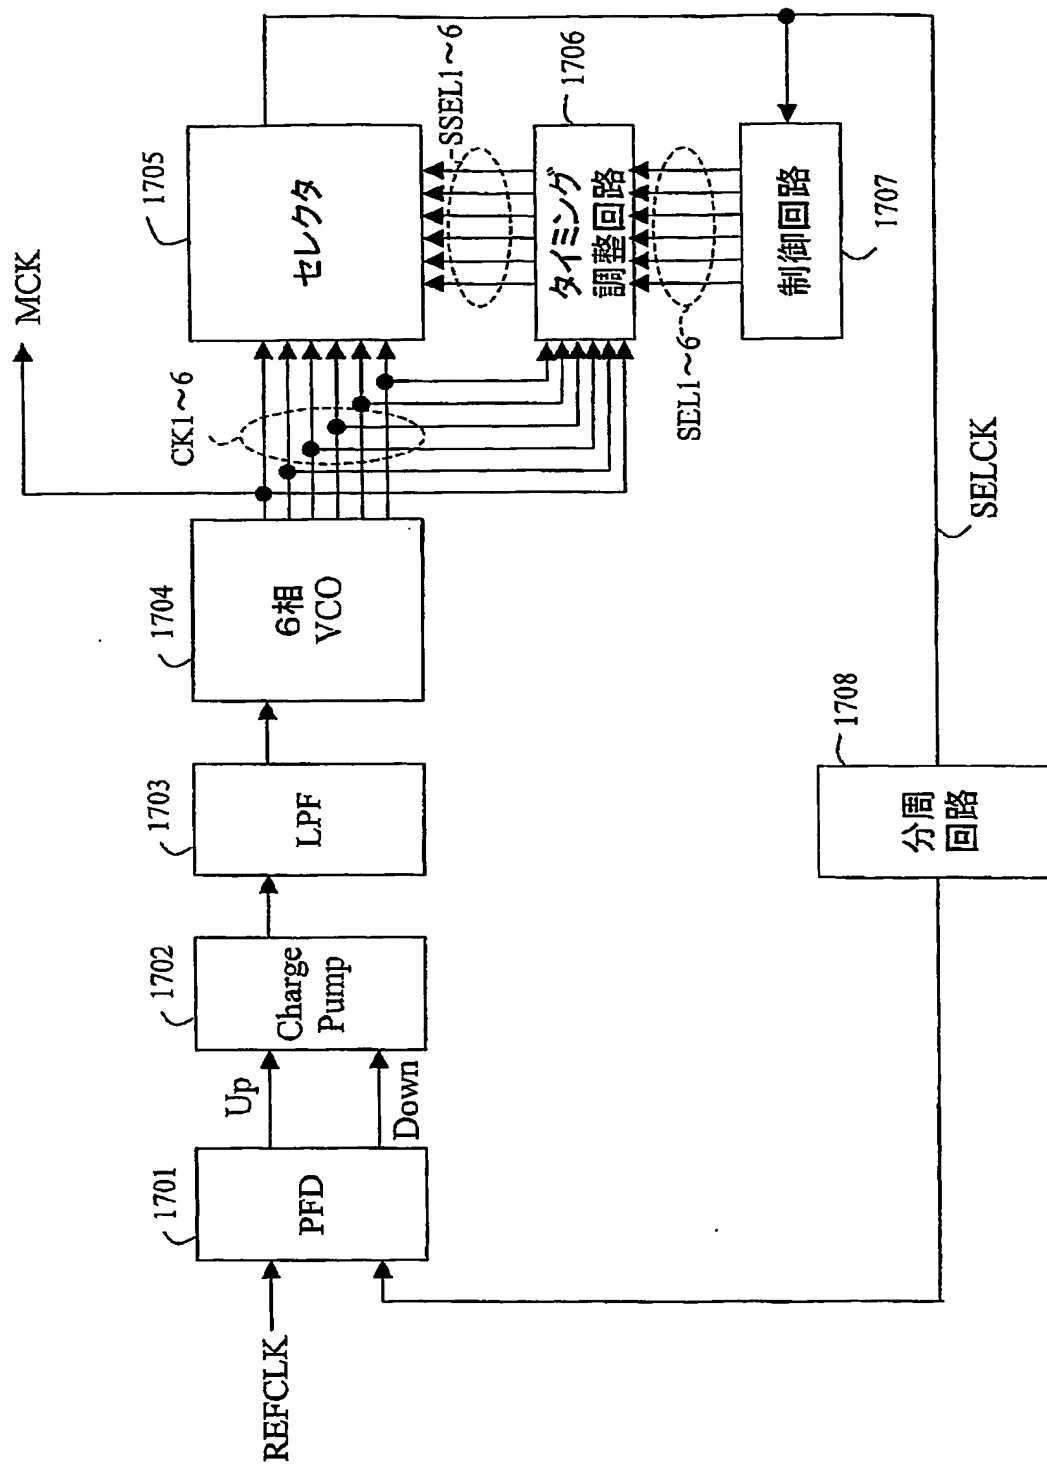 REFCLK
1701
PFD
Up
Down
1702
Charge
Pump
1703
LPF
1704
6相
VCO
CK1~6
MCK
1705
セレクタ
SSEL1~6
1706
タイミング
調整回路
SEL1~6
制御回路
1707
SELCK
1708
分周
回路